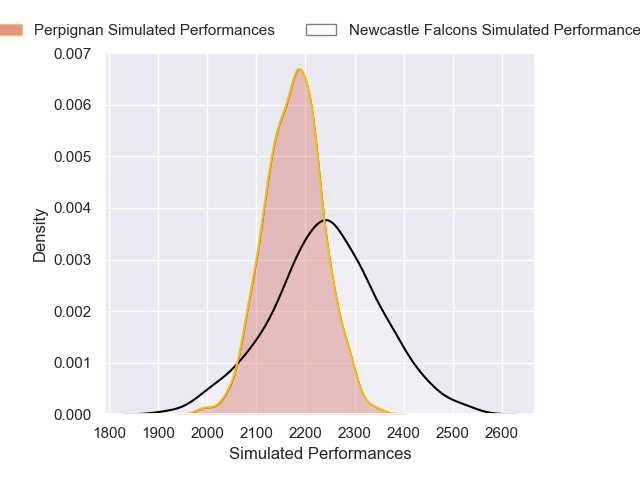 Perpignan Simulated Performances
Newcastle Falcons Simulated Performance
0.007
0.006
0.005
0.004
0.003
0.002
0.001
0.000
Density
1800 1900 2000 2100 2200 2300 2400 2500 2600
Simulated Performances